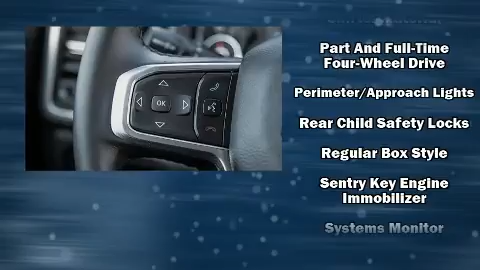 Part And Full-Time
Four-Wheel Drive
Perimeter/Approach Lights
Rear Child Safety Locks
Regular Box Style
Sentry Key Engine
Immobilizer
Systems Monitor
OK